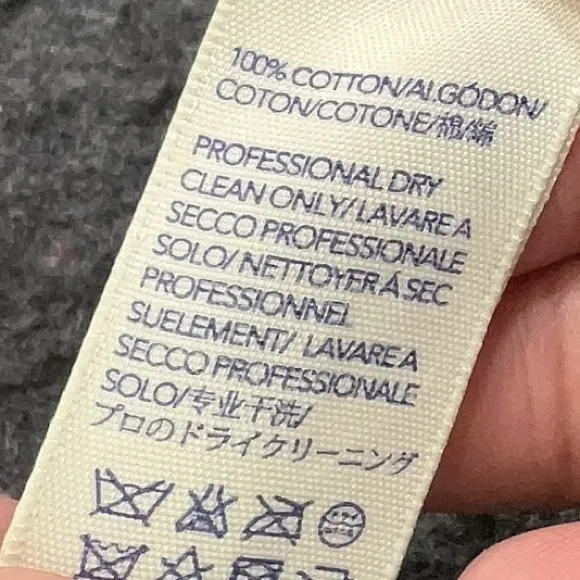 100% COTTON/ALGÓDON/
COTON/COTONE/棉/綿
PROFESSIONAL DRY
CLEAN ONLY/ LAVARE A
SECCO PROFESSIONALE
SOLO/ NETTOYER Á SEC
PROFESSIONNEL
SUELEMENT/ LAVARE A
SECCO PROFESSIONALE
SOLO/专业干洗/
プロのドライクリーニング